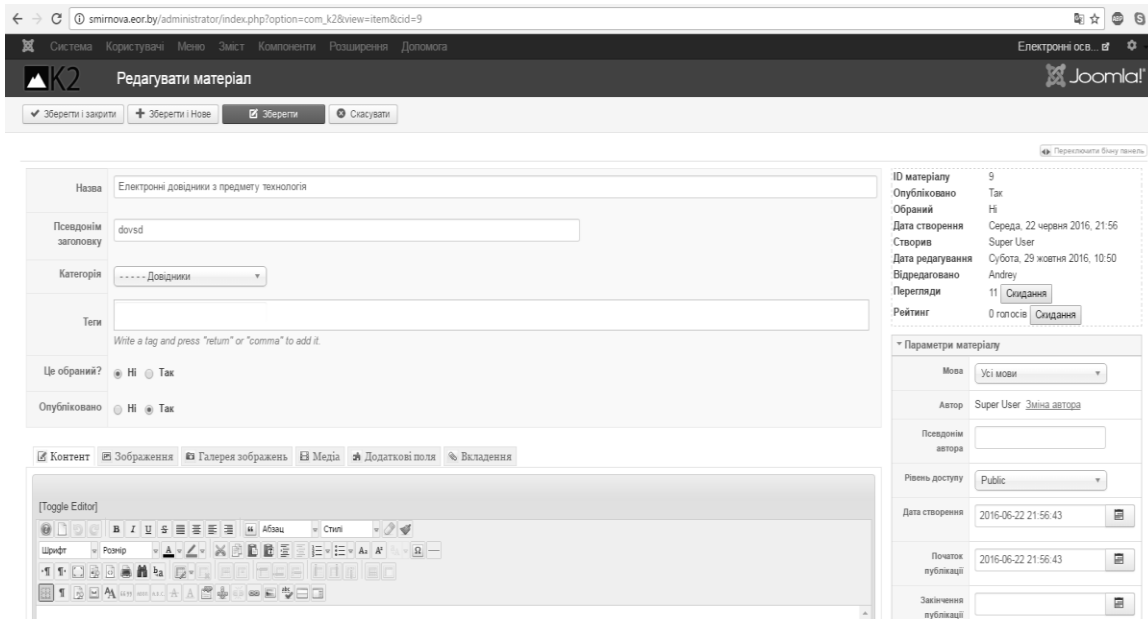 smirnova.eor.by/administrator/index.php?option=com_k2&view=item&cid=9
Система Користувачі Меню Зміст Компоненти Розширення Допомога
Електронні осв...
K2 Редагувати матеріал
Joomla!
Зберегти і закрити Зберегти і Нове Зберегти Скасувати
Переключити бічну панель
Назва Електронні довідники з предмету технологія
Псевдонім заголовку dovsd
Категорія - - - - - Довідники
Теги
Write a tag and press "return" or "comma" to add it.
Це обраний? Ні Так
Опубліковано Ні Так
Контент Зображення Галерея зображень Медіа Додаткові поля Вкладення
[Toggle Editor]
B I U S Абзац Стилі
Шрифт Розмір
ID матеріалу 9
Опубліковано Так
Обраний Ні
Дата створення Середа, 22 червня 2016, 21:56
Створив Super User
Дата редагування Субота, 29 жовтня 2016, 10:50
Відредаговано Andrey
Перегляди 11 Скидання
Рейтинг 0 голосів Скидання
Параметри матеріалу
Мова Усі мови
Автор Super User Зміна автора
Псевдонім автора
Рівень доступу Public
Дата створення 2016-06-22 21:56:43
Початок публікації 2016-06-22 21:56:43
Закінчення публікації